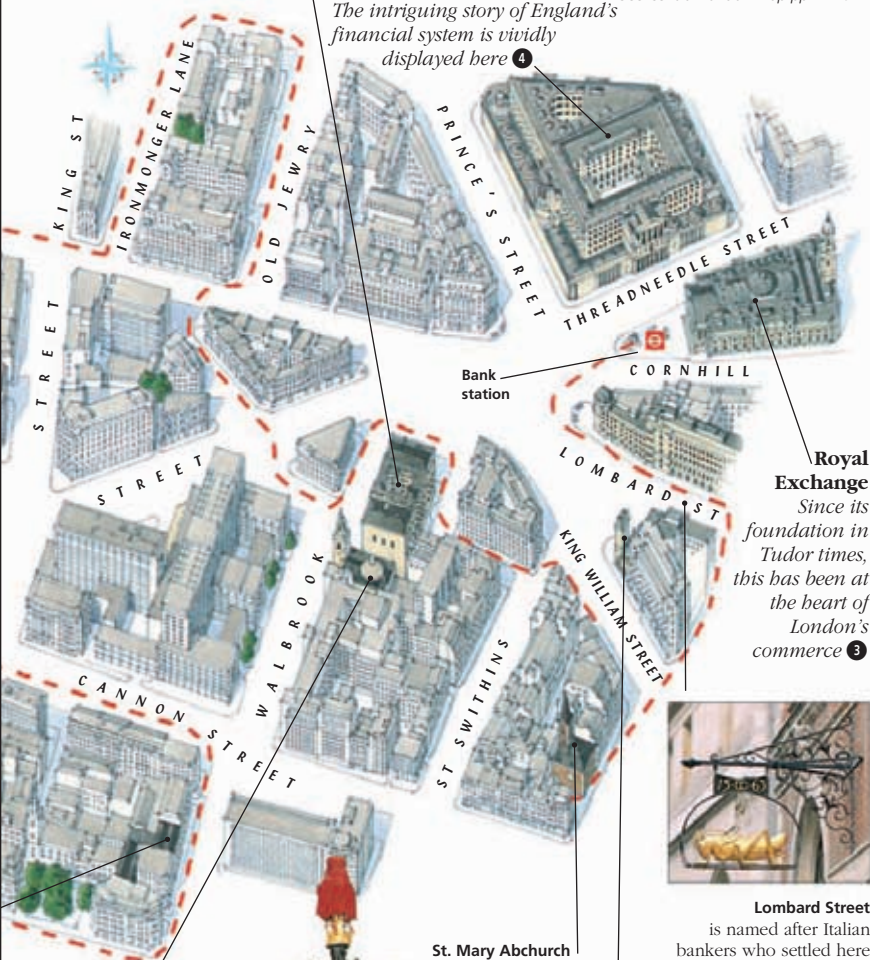 The intriguing story of England's
financial system is vividly
displayed here 4
KING ST
IRONMONGER LANE
OLD JEWRY
PRINCE'S STREET
THREADNEEDLE STREET
CORNHILL
Bank
station
STREET
STREET
LOMBARD ST
Royal
Exchange
Since its
foundation in
Tudor times,
this has been at
the heart of
London's
commerce 3
KING WILLIAM STREET
WALBROOK
ST SWITHINS
CANNON STREET
St. Mary Abchurch
Lombard Street
is named after Italian
bankers who settled here